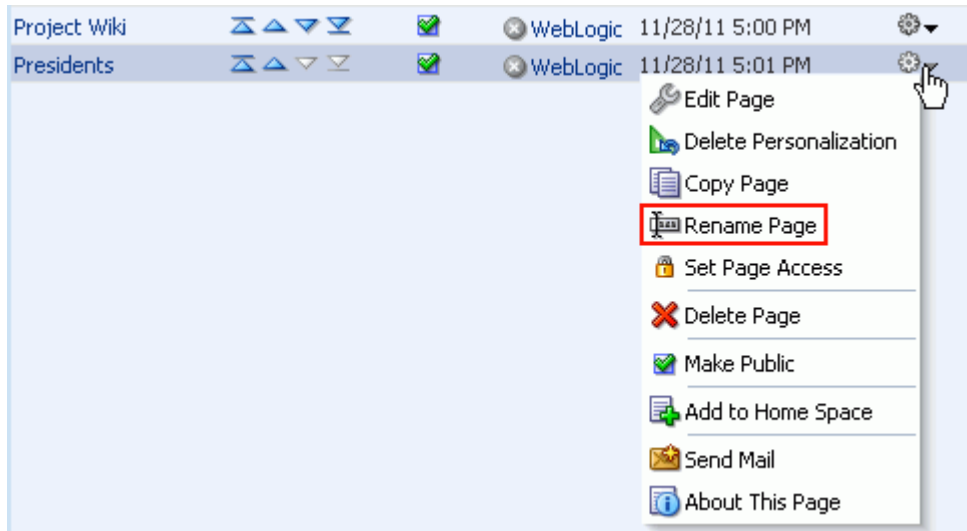 Project Wiki WebLogic 11/28/11 5:00 PM
Presidents WebLogic 11/28/11 5:01 PM
Edit Page
Delete Personalization
Copy Page
Rename Page
Set Page Access
Delete Page
Make Public
Add to Home Space
Send Mail
About This Page